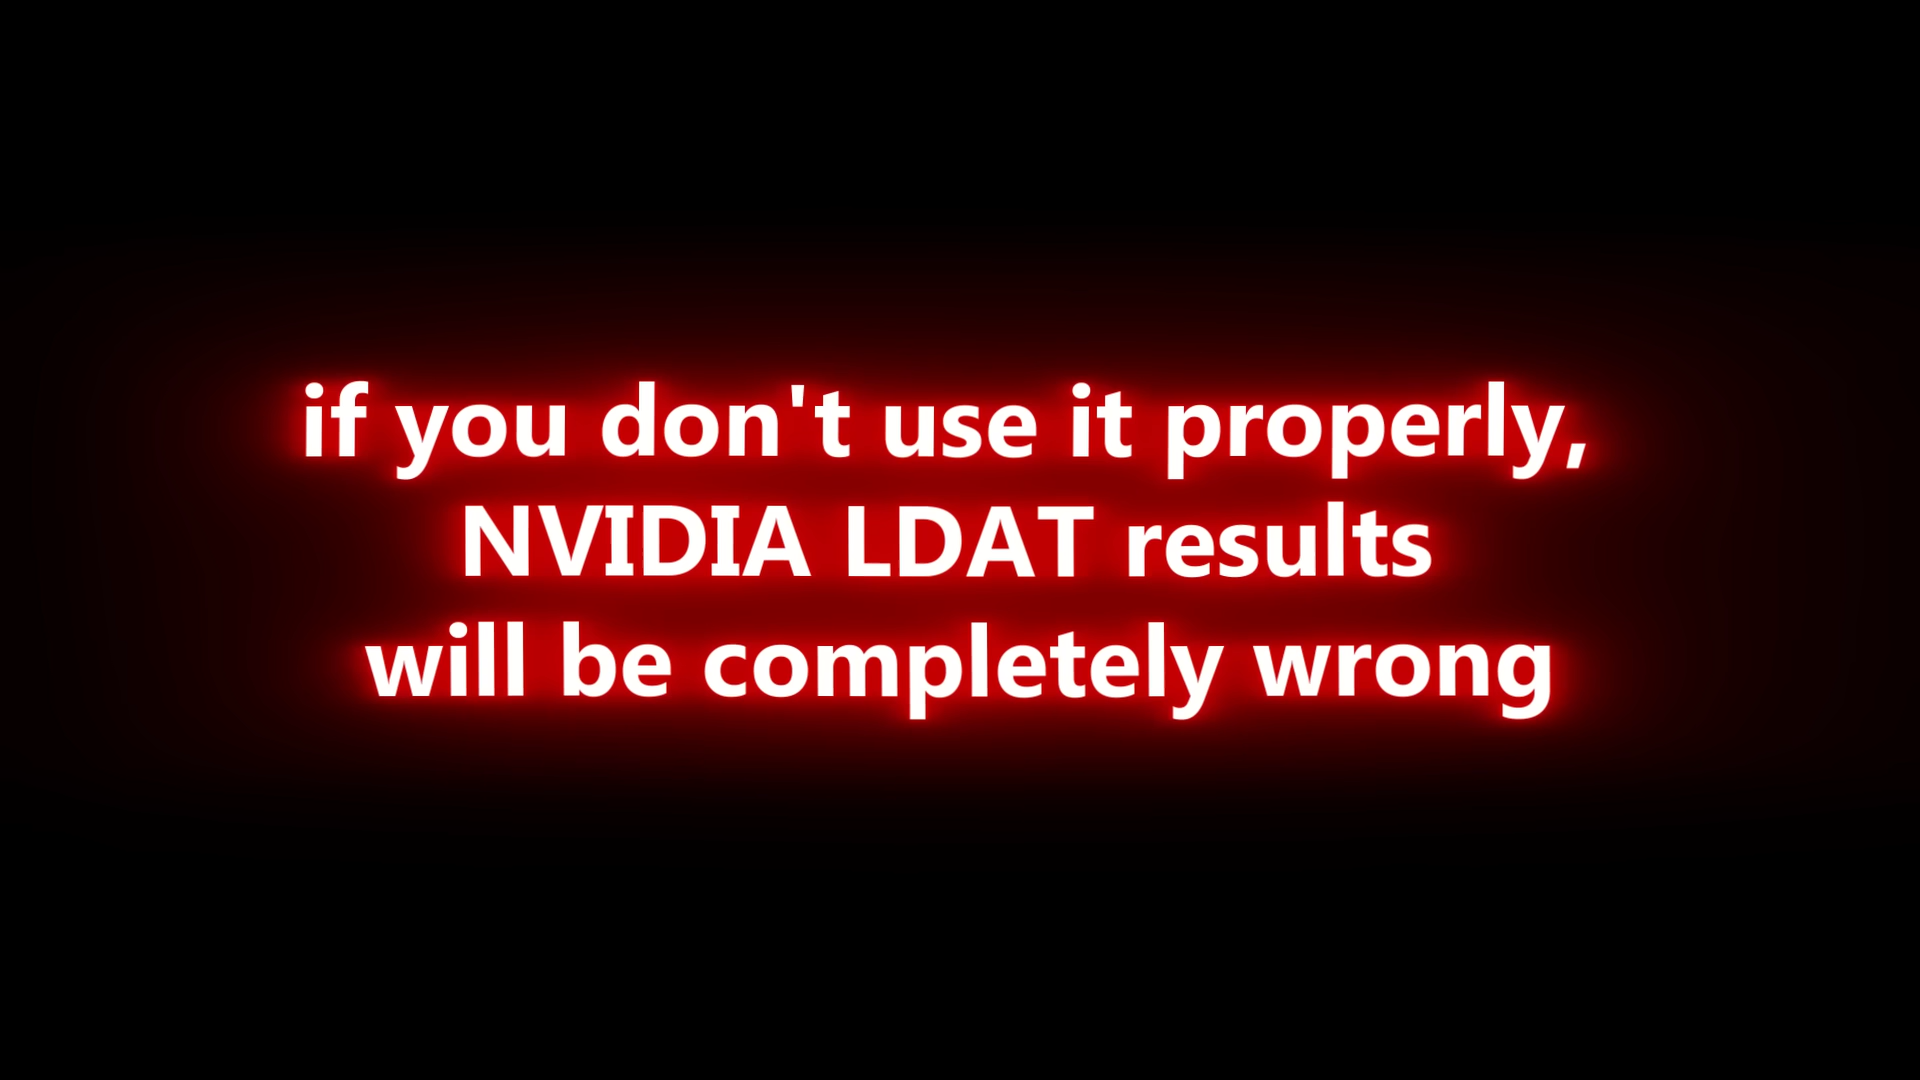 if you don't use it properly,
NVIDIA LDAT results
will be completely wrong